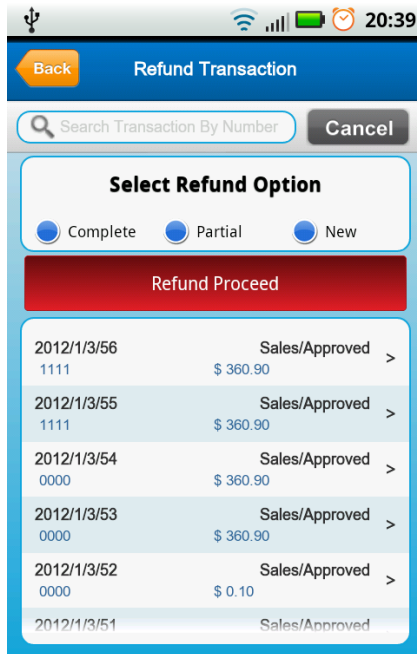 20:39
Back Refund Transaction
Search Transaction By Number Cancel
Select Refund Option
Complete Partial New
Refund Proceed
2012/1/3/56 Sales/Approved
1111 $ 360.90 >
2012/1/3/55 Sales/Approved
1111 $ 360.90 >
2012/1/3/54 Sales/Approved
0000 $ 360.90 >
2012/1/3/53 Sales/Approved
0000 $ 360.90 >
2012/1/3/52 Sales/Approved
0000 $ 0.10 >
2012/1/3/51 Sales/Approved